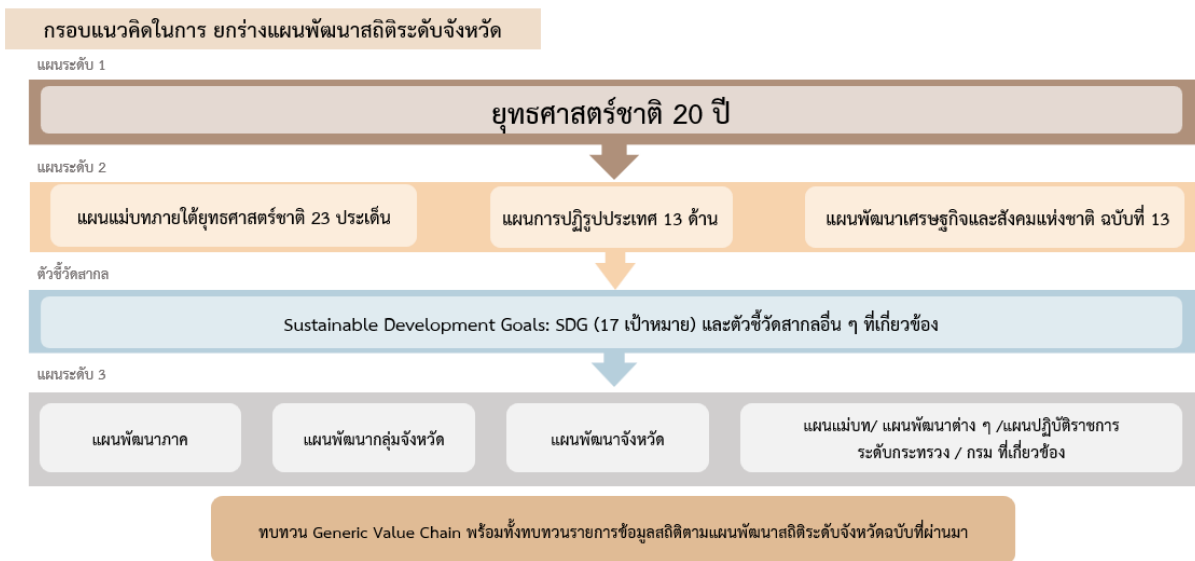 กรอบแนวคิดในการ ยกร่างแผนพัฒนาสถิติระดับจังหวัด
แผนระดับ 1
ยุทธศาสตร์ชาติ 20 ปี
แผนระดับ 2
แผนแม่บทภายใต้ยุทธศาสตร์ชาติ 23 ประเด็น
แผนการปฏิรูปประเทศ 13 ด้าน
แผนพัฒนาเศรษฐกิจและสังคมแห่งชาติ ฉบับที่ 13
ตัวชี้วัดสากล
Sustainable Development Goals: SDG (17 เป้าหมาย) และตัวชี้วัดสากลอื่น ๆ ที่เกี่ยวข้อง
แผนระดับ 3
แผนพัฒนาภาค
แผนพัฒนากลุ่มจังหวัด
แผนพัฒนาจังหวัด
แผนแม่บท/ แผนพัฒนาต่าง ๆ /แผนปฏิบัติราชการ
ระดับกระทรวง / กรม ที่เกี่ยวข้อง
ทบทวน Generic Value Chain พร้อมทั้งทบทวนรายการข้อมูลสถิติตามแผนพัฒนาสถิติระดับจังหวัดฉบับที่ผ่านมา